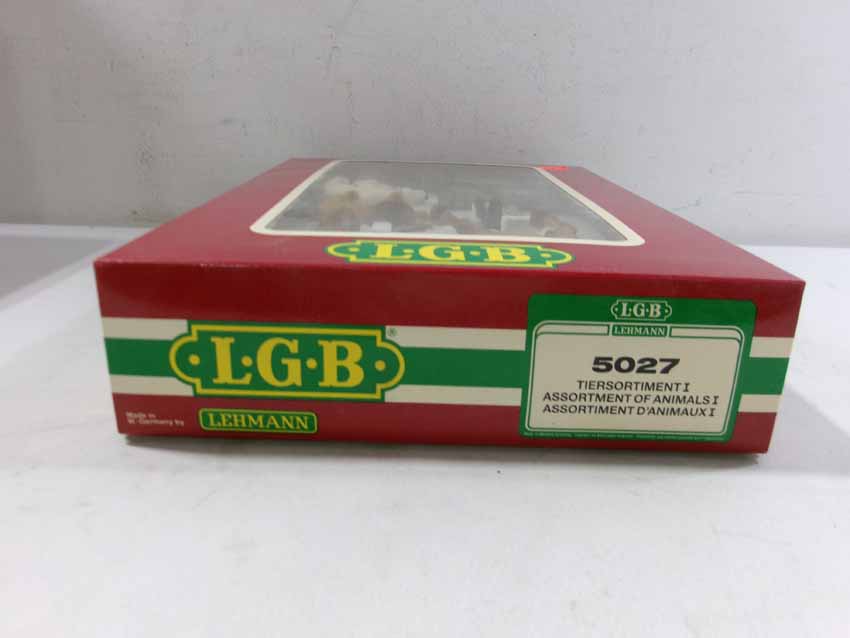 L·G·B
L·G·B®
Made in
W.-Germany by
LEHMANN
L·G·B
LEHMANN
5027
TIERSORTIMENT I
ASSORTMENT OF ANIMALS I
ASSORTIMENT D'ANIMAUX I